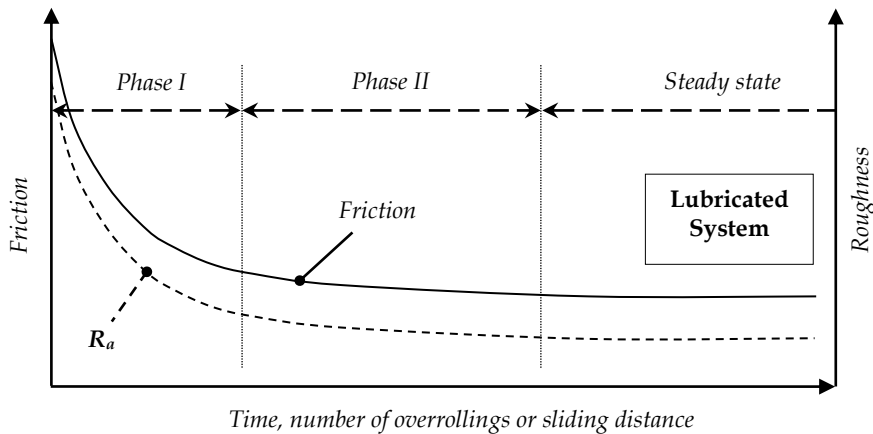 Phase I
Phase II
Steady state
Friction
Friction
Lubricated
System
Roughness
Ra
Time, number of overrollings or sliding distance